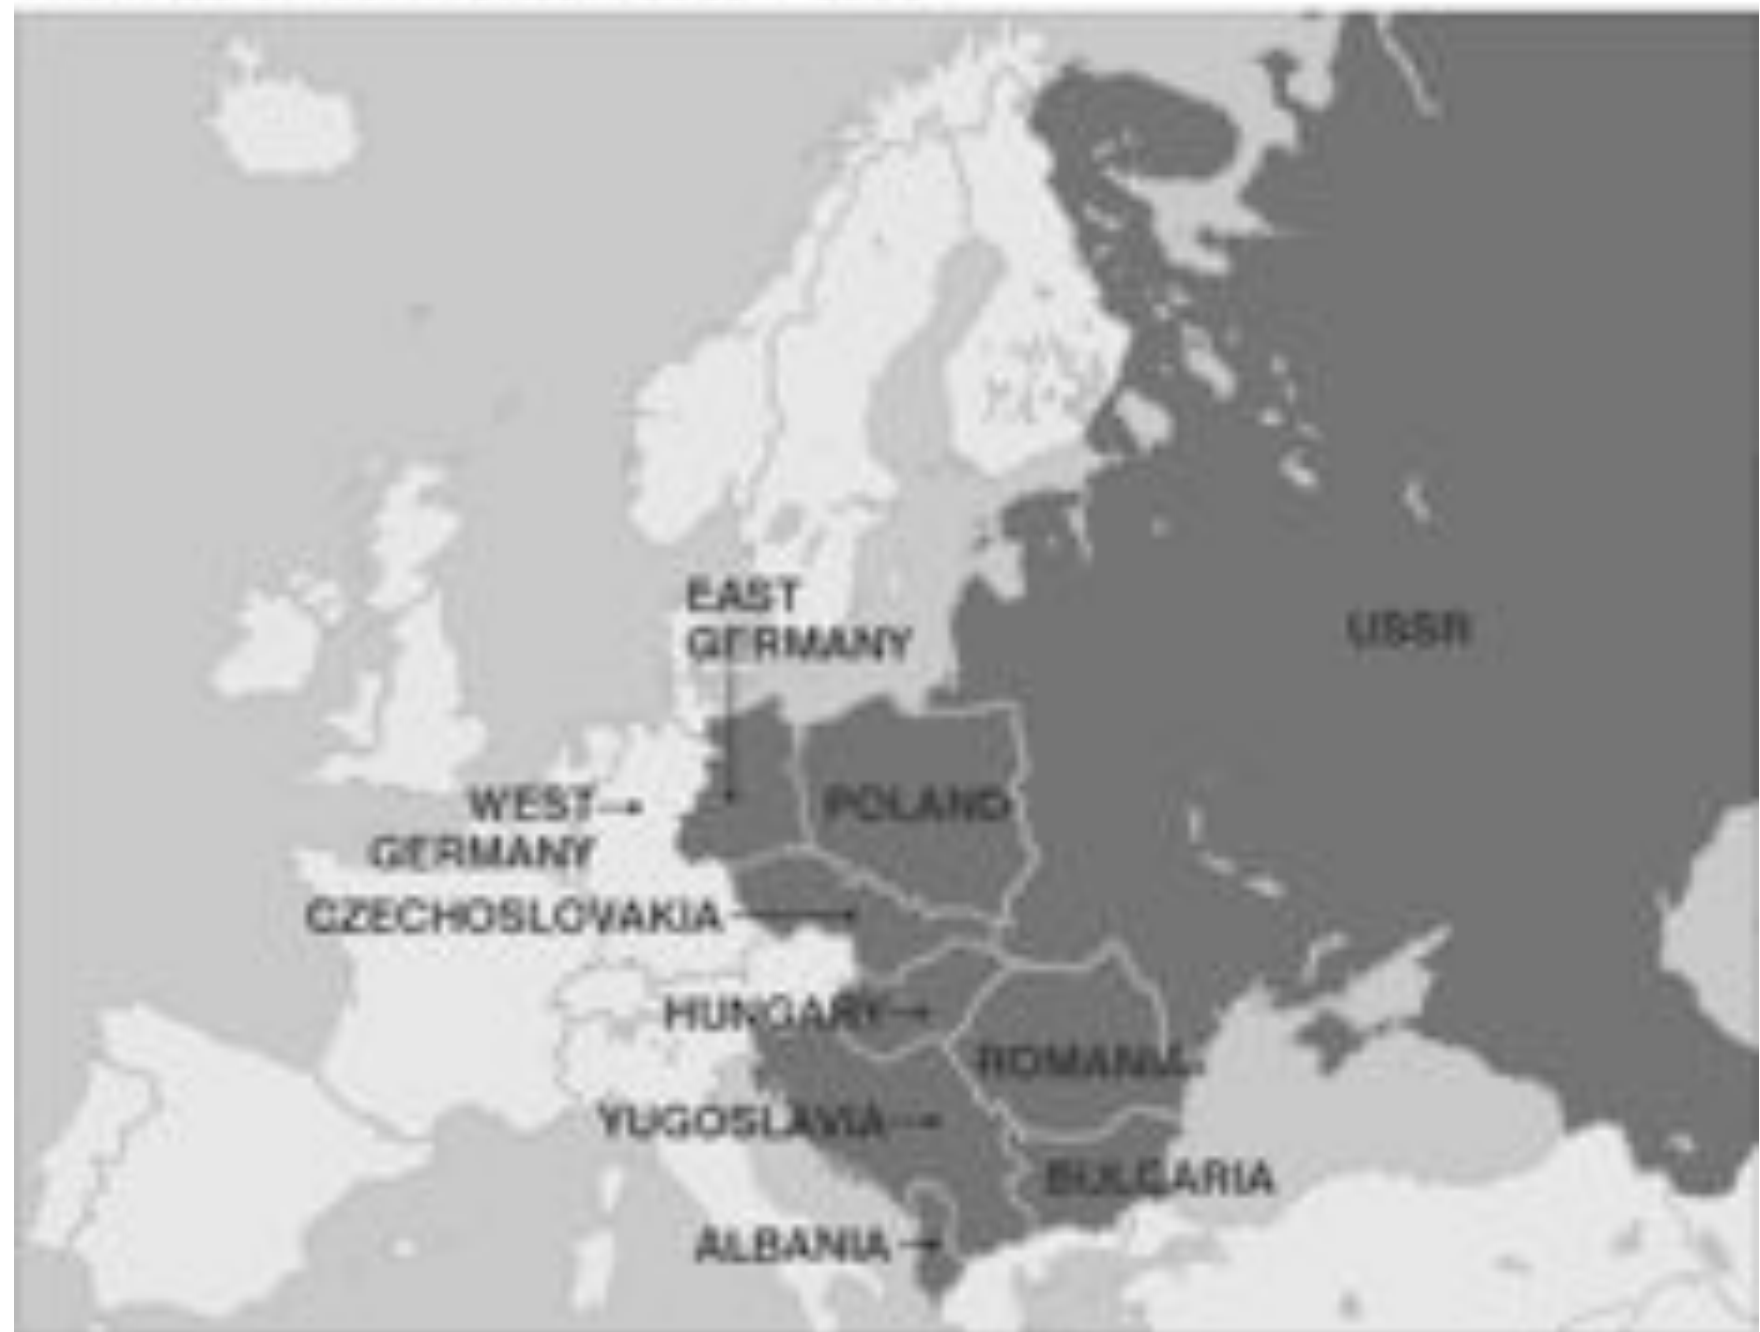 EAST
GERMANY
USSR
WEST
POLAND
GERMANY
CZECHOSLOVAKIA
HUNGARY
ROMANIA
YUGOSLAVIA
BULGARIA
ALBANIA